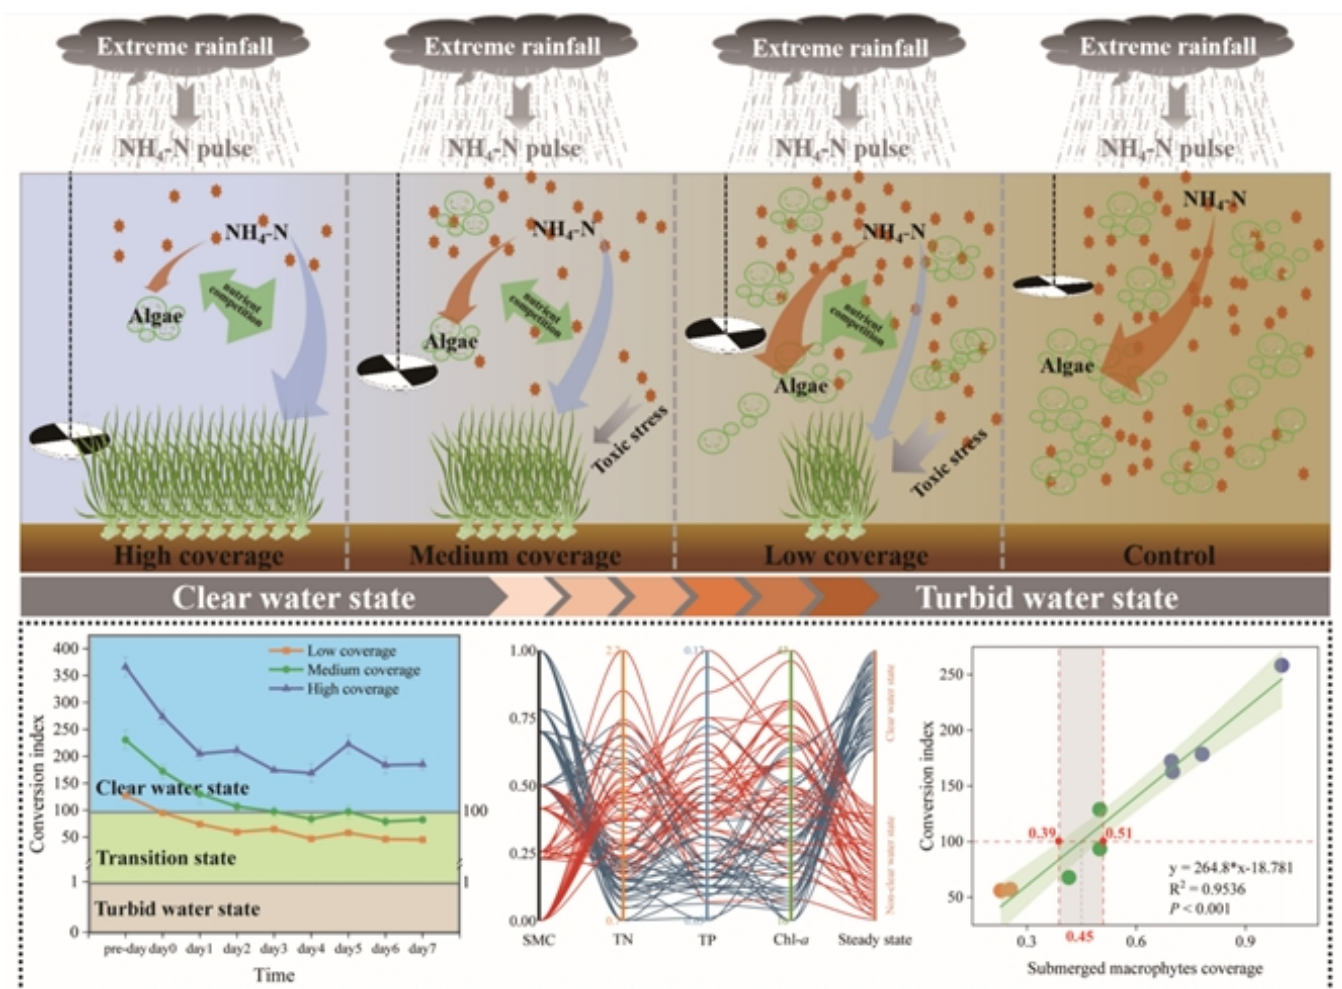 Extreme rainfall
Extreme rainfall
Extreme rainfall
Extreme rainfall
NH4-N pulse
NH4-N pulse
NH4-N pulse
NH4-N pulse
NH4-N
nutrient
competition
Algae
High coverage
NH4-N
nutrient
competition
Algae
Toxic stress
Medium coverage
NH4-N
nutrient
competition
Algae
Toxic stress
Low coverage
NH4-N
Algae
Control
Clear water state
Turbid water state
Conversion index
400
350
300
250
200
150
100
50
1
0
Low coverage
Medium coverage
High coverage
Clear water state
100
Transition state
1
Turbid water state
pre-day day0 day1 day2 day3 day4 day5 day6 day7
Time
1.00
0.75
0.50
0.25
0.00
Clear water state
Non-clear water state
SMC TN TP Chl-a Steady state
Conversion index
250
200
150
100
50
0.39
0.51
0.45
y = 264.8*x-18.781
R2 = 0.9536
P < 0.001
0.3 0.6 0.9
Submerged macrophytes coverage